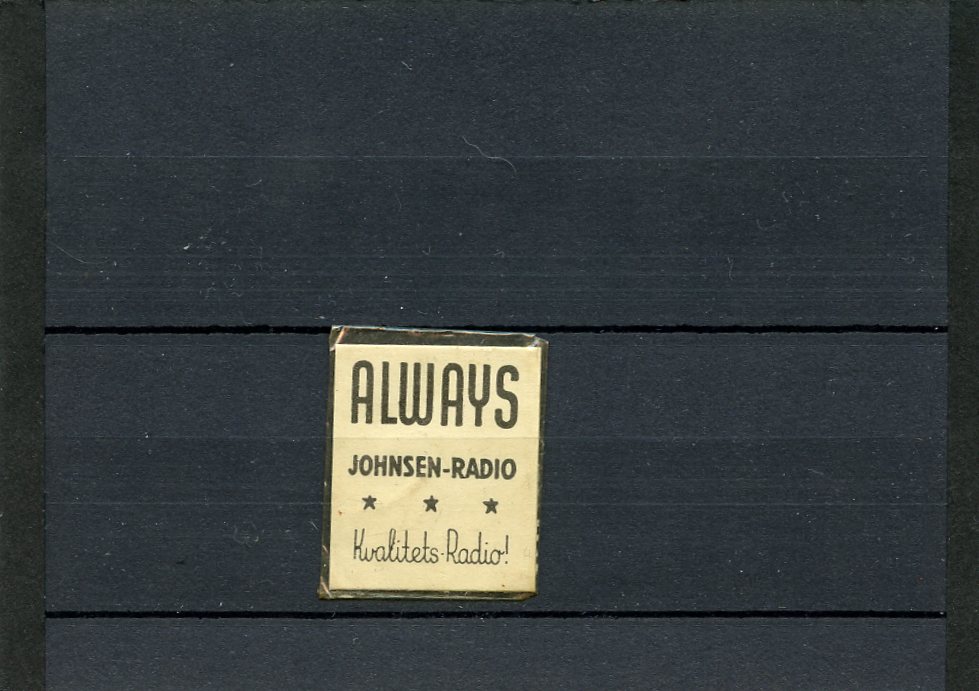 ALWAYS
JOHNSEN-RADIO
★ ★ ★
Kvalitets-Radio!